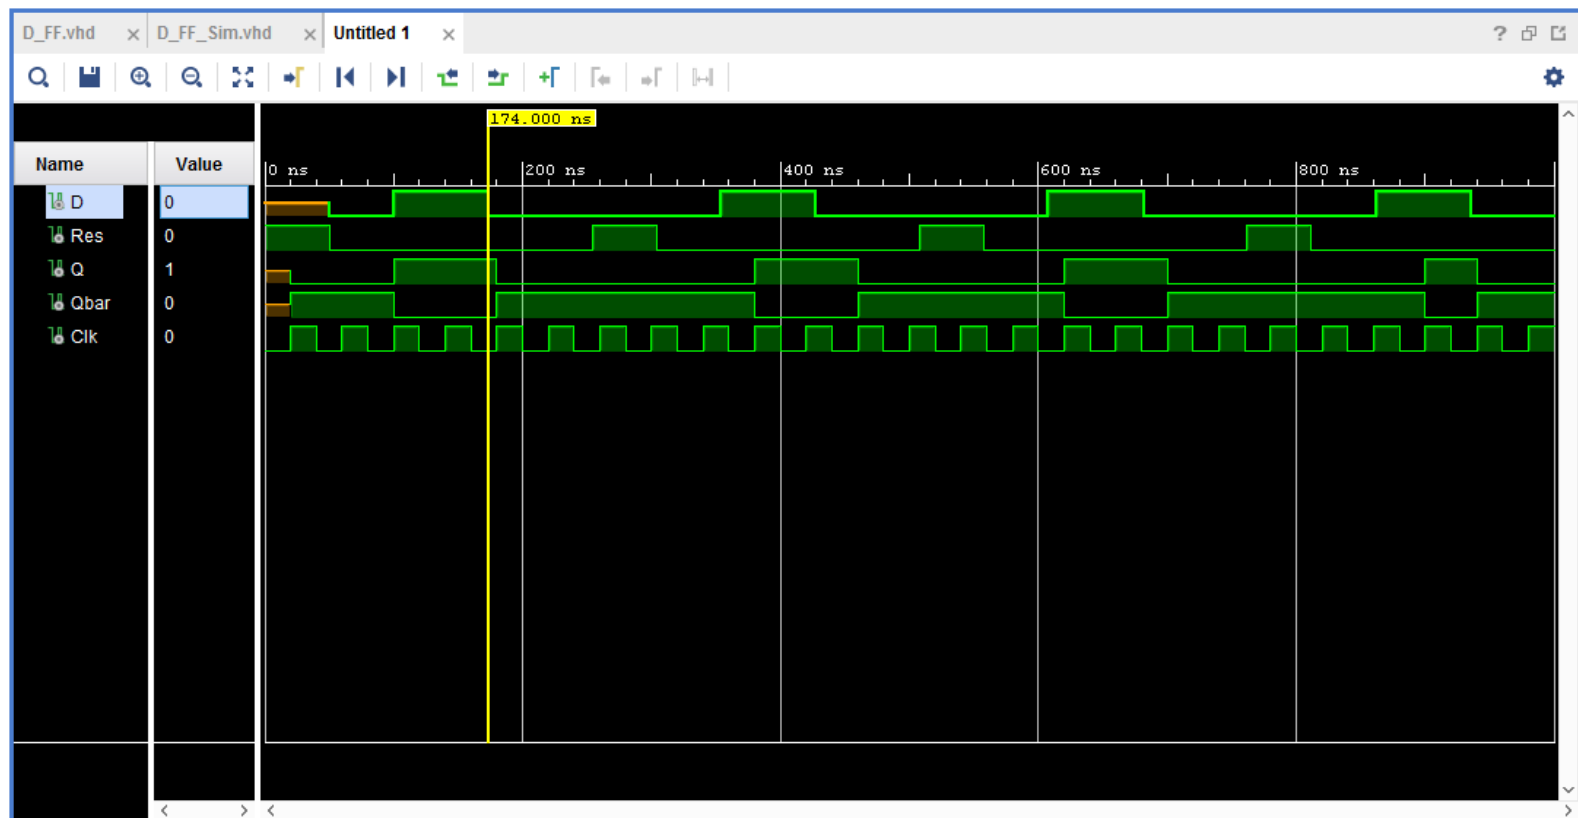 D_FF.vhd × D_FF_Sim.vhd × Untitled 1 ×
174.000 ns
Name Value
0 ns 200 ns 400 ns 600 ns 800 ns
D 0
Res 0
Q 1
Qbar 0
Clk 0